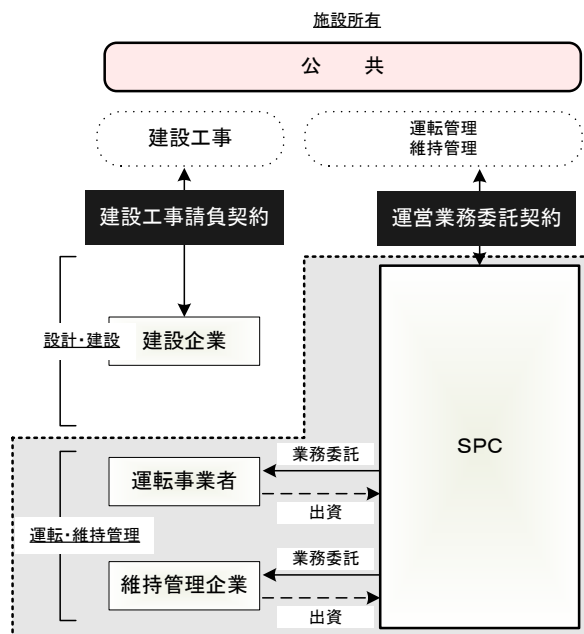 施設所有
公　共
建設工事
運転管理
維持管理
建設工事請負契約
運営業務委託契約
設計・建設
建設企業
SPC
業務委託
運転事業者
出資
運転・維持管理
業務委託
維持管理企業
出資